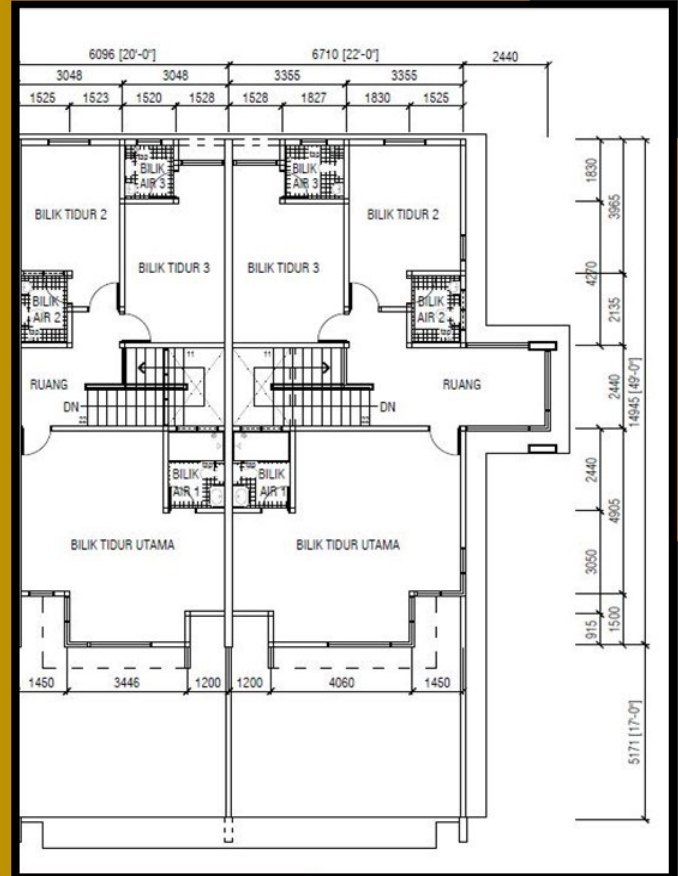 6096 [20'-0"]
6710 [22'-0"]
2440
3048
3048
3355
3355
1525
1523
1520
1528
1528
1827
1830
1525
BILIK
AIR 3
BILIK
AIR 3
BILIK TIDUR 2
BILIK TIDUR 2
BILIK TIDUR 3
BILIK TIDUR 3
BILIK
AIR 2
BILIK
AIR 2
11
11
RUANG
RUANG
DN
DN
BILIK
AIR 1
BILIK
AIR 1
BILIK TIDUR UTAMA
BILIK TIDUR UTAMA
1450
3446
1200
1200
4060
1450
1830
3965
4270
2135
2440
14945 [49'-0"]
2440
4905
3050
915
1500
5171 [17'-0"]